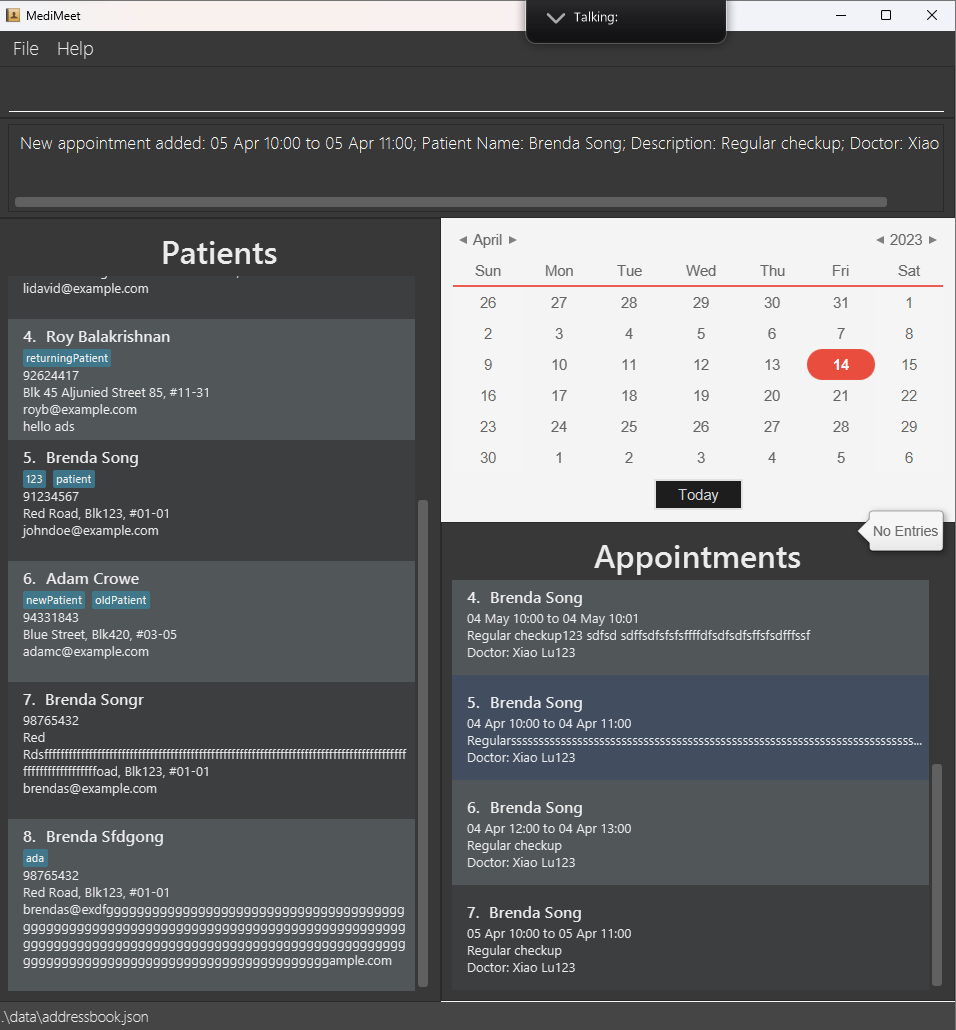 MediMeet
Talking:
File Help
New appointment added: 05 Apr 10:00 to 05 Apr 11:00; Patient Name: Brenda Song; Description: Regular checkup; Doctor: Xiao
Patients
lidavid@example.com
4. Roy Balakrishnan
returningPatient
92624417
Blk 45 Aljunied Street 85, #11-31
royb@example.com
hello ads
5. Brenda Song
123 patient
91234567
Red Road, Blk123, #01-01
johndoe@example.com
6. Adam Crowe
newPatient oldPatient
94331843
Blue Street, Blk420, #03-05
adamc@example.com
7. Brenda Songr
98765432
Red
fffffoad, Blk123, #01-01
brendas@example.com
8. Brenda Sfdgong
ada
98765432
Red Road, Blk123, #01-01
April 2023
Sun Mon Tue Wed Thu Fri Sat
26 27 28 29 30 31 1
2 3 4 5 6 7 8
9 10 11 12 13 14 15
16 17 18 19 20 21 22
23 24 25 26 27 28 29
30 1 2 3 4 5 6
Today
No Entries
Appointments
4. Brenda Song
04 May 10:00 to 04 May 10:01
Regular checkup123 sdfsd sdffsdfsfsfffffdfsdfsdfsffsfsdfffssf
Doctor: Xiao Lu123
5. Brenda Song
04 Apr 10:00 to 04 Apr 11:00
Doctor: Xiao Lu123
6. Brenda Song
04 Apr 12:00 to 04 Apr 13:00
Regular checkup
Doctor: Xiao Lu123
7. Brenda Song
05 Apr 10:00 to 05 Apr 11:00
Regular checkup
Doctor: Xiao Lu123
.\data\addressbook.json